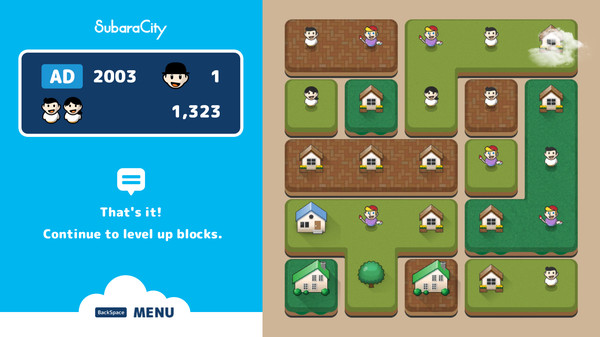 SubaraCity
AD 2003 1
1,323
That's it!
Continue to level up blocks.
BackSpace MENU